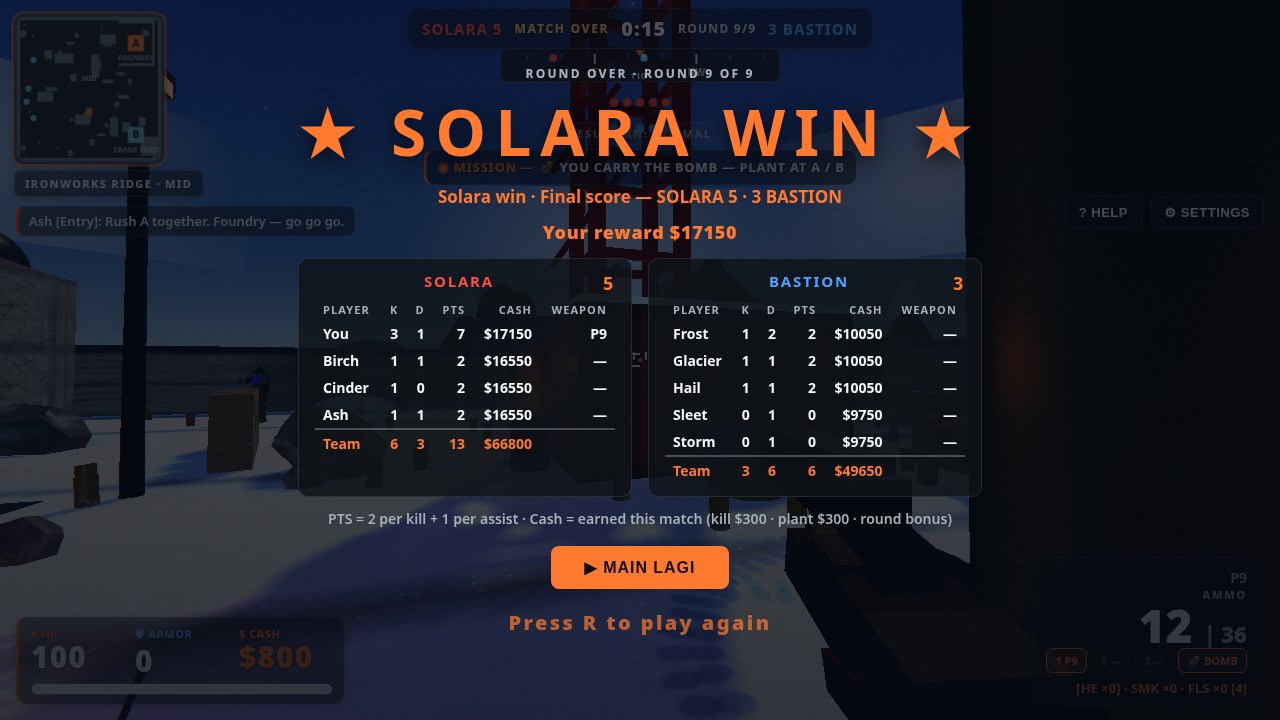 SOLARA 5 MATCH OVER 0:15 ROUND 9/9 3 BASTION
ROUND OVER · ROUND 9 OF 9
A
FOUNDRY
MID
B
CRANE YARD
IRONWORKS RIDGE · MID
Ash [Entry]: Rush A together. Foundry — go go go.
★ SOLARA WIN ★
MISSION — YOU CARRY THE BOMB — PLANT AT A / B
Solara win · Final score — SOLARA 5 · 3 BASTION
Your reward $17150
? HELP
⚙ SETTINGS
SOLARA 5
PLAYER K D PTS CASH WEAPON
You 3 1 7 $17150 P9
Birch 1 1 2 $16550 —
Cinder 1 0 2 $16550 —
Ash 1 1 2 $16550 —
Team 6 3 13 $66800
BASTION 3
PLAYER K D PTS CASH WEAPON
Frost 1 2 2 $10050 —
Glacier 1 1 2 $10050 —
Hail 1 1 2 $10050 —
Sleet 0 1 0 $9750 —
Storm 0 1 0 $9750 —
Team 3 6 6 $49650
PTS = 2 per kill + 1 per assist · Cash = earned this match (kill $300 · plant $300 · round bonus)
▶ MAIN LAGI
Press R to play again
HP ARMOR $ CASH
100 0 $800
P9
AMMO
12 | 36
1 P9 2 — 3 — BOMB
[HE ×0] · SMK ×0 · FLS ×0 [4]